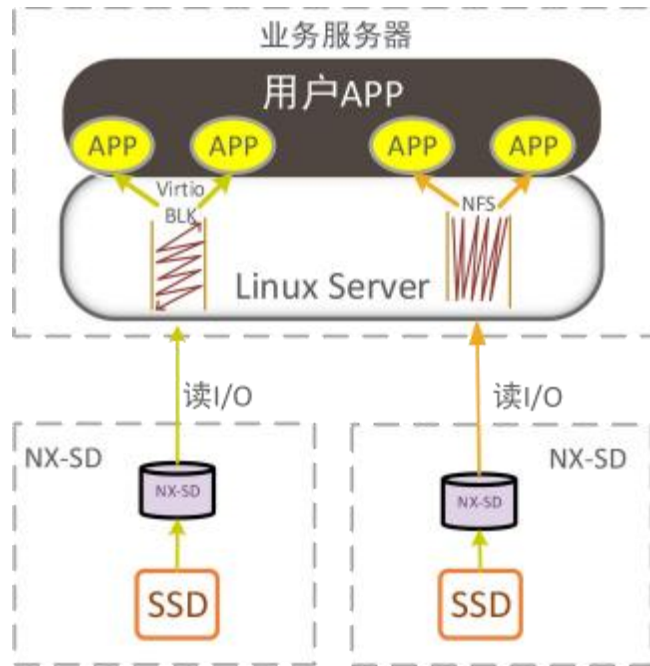 业务服务器
用户APP
APP
APP
APP
APP
Virtio
BLK
NFS
Linux Server
读I/O
读I/O
NX-SD
NX-SD
NX-SD
NX-SD
SSD
SSD